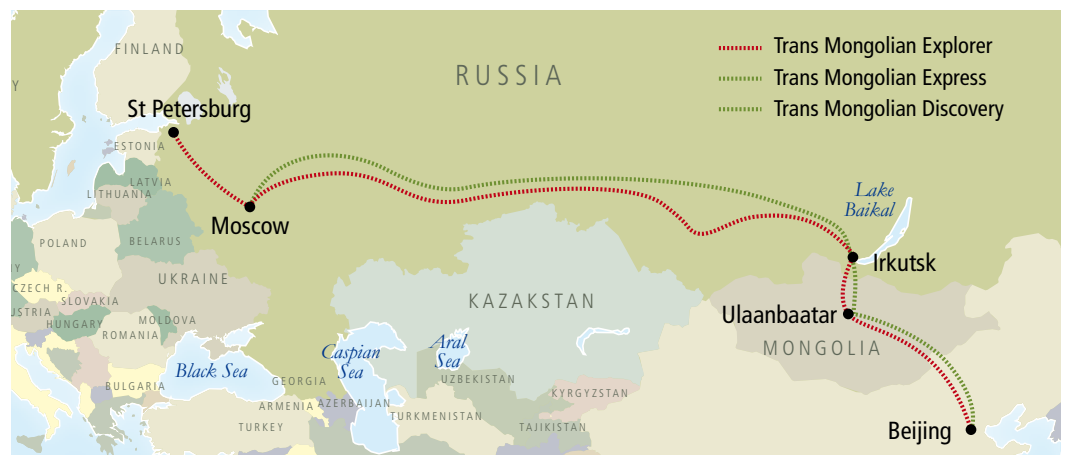 FINLAND
RUSSIA
Trans Mongolian Explorer
Trans Mongolian Express
Trans Mongolian Discovery
Y
St Petersburg
ESTONIA
LATVIA
LITHUANIA
Moscow
Lake
Baikal
POLAND
BELARUS
Irkutsk
Y
CZECH R.
UKRAINE
SLOVAKIA
USTRIA
HUNGARY
MOLDOVA
ROMANIA
KAZAKSTAN
Ulaanbaatar
MONGOLIA
Black Sea
Caspian
Sea
Aral
Sea
BULGARIA
GEORGIA
UZBEKISTAN
KYRGYZSTAN
ARMENIA
AZERBAIJAN
TURKMENISTAN
TURKEY
TAJIKISTAN
Beijing